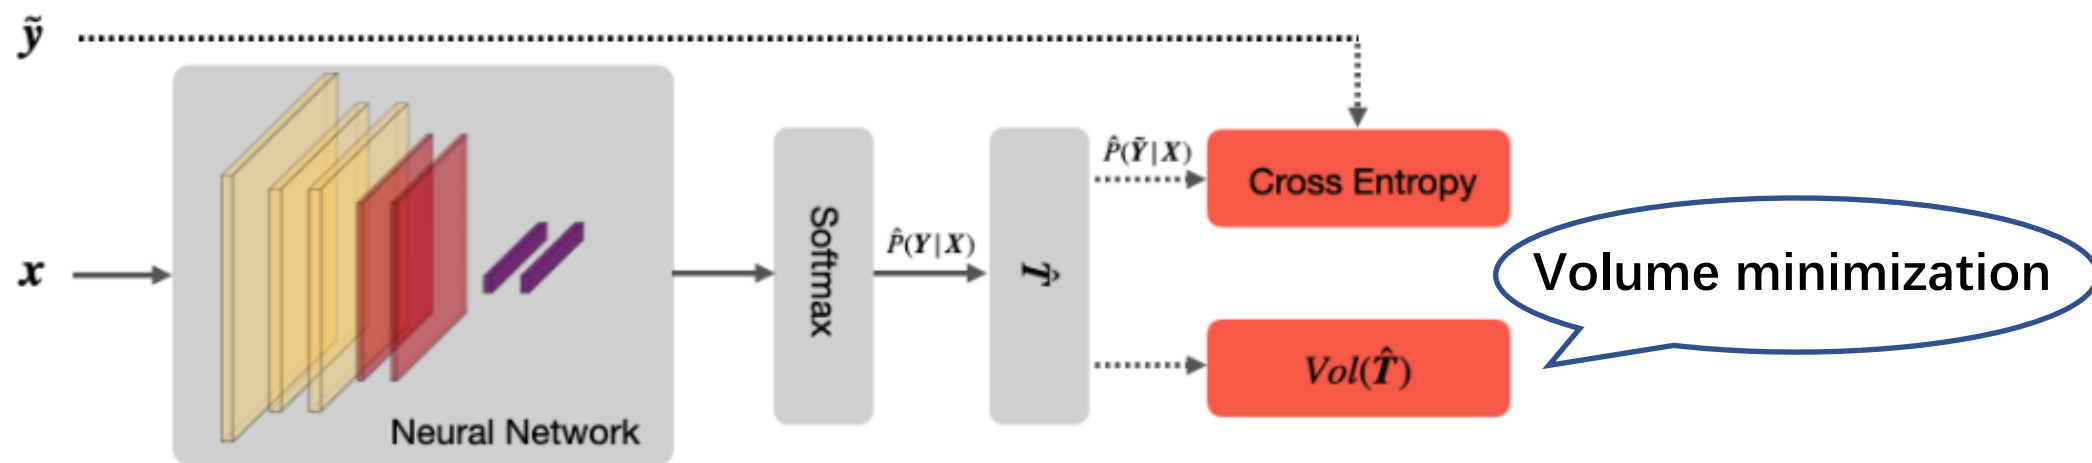 ỹ
P̂(Ỹ|X)
Cross Entropy
x
Softmax
P̂(Y|X)
T̂
Volume minimization
Vol(T̂)
Neural Network